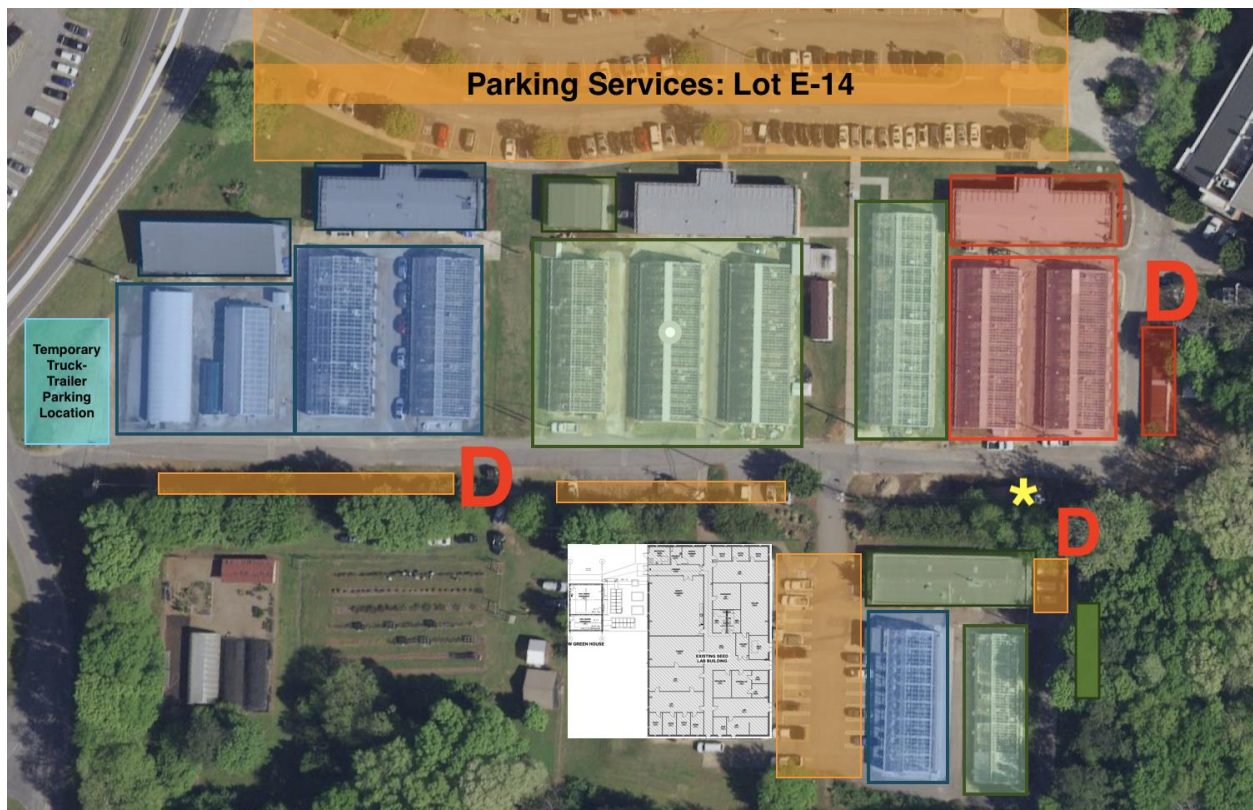 Parking Services: Lot E-14
D
Temporary
Truck-
Trailer
Parking
Location
D
*
D
W GREEN HOUSE
EXISTING SEED
LAB BUILDING